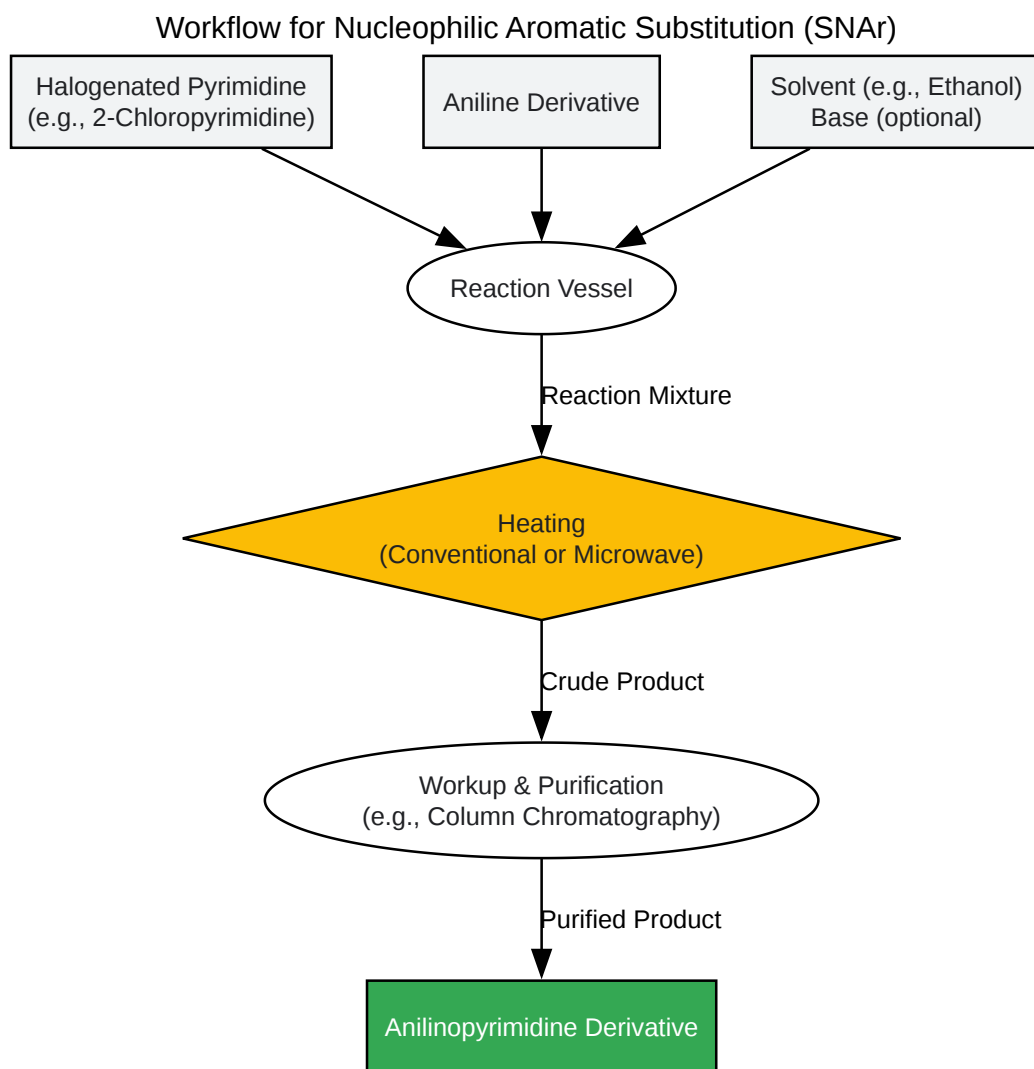 Workflow for Nucleophilic Aromatic Substitution (SNAr)
Halogenated Pyrimidine
(e.g., 2-Chloropyrimidine)
Aniline Derivative
Solvent (e.g., Ethanol)
Base (optional)
Reaction Vessel
Reaction Mixture
Heating
(Conventional or Microwave)
Crude Product
Workup & Purification
(e.g., Column Chromatography)
Purified Product
Anilinopyrimidine Derivative